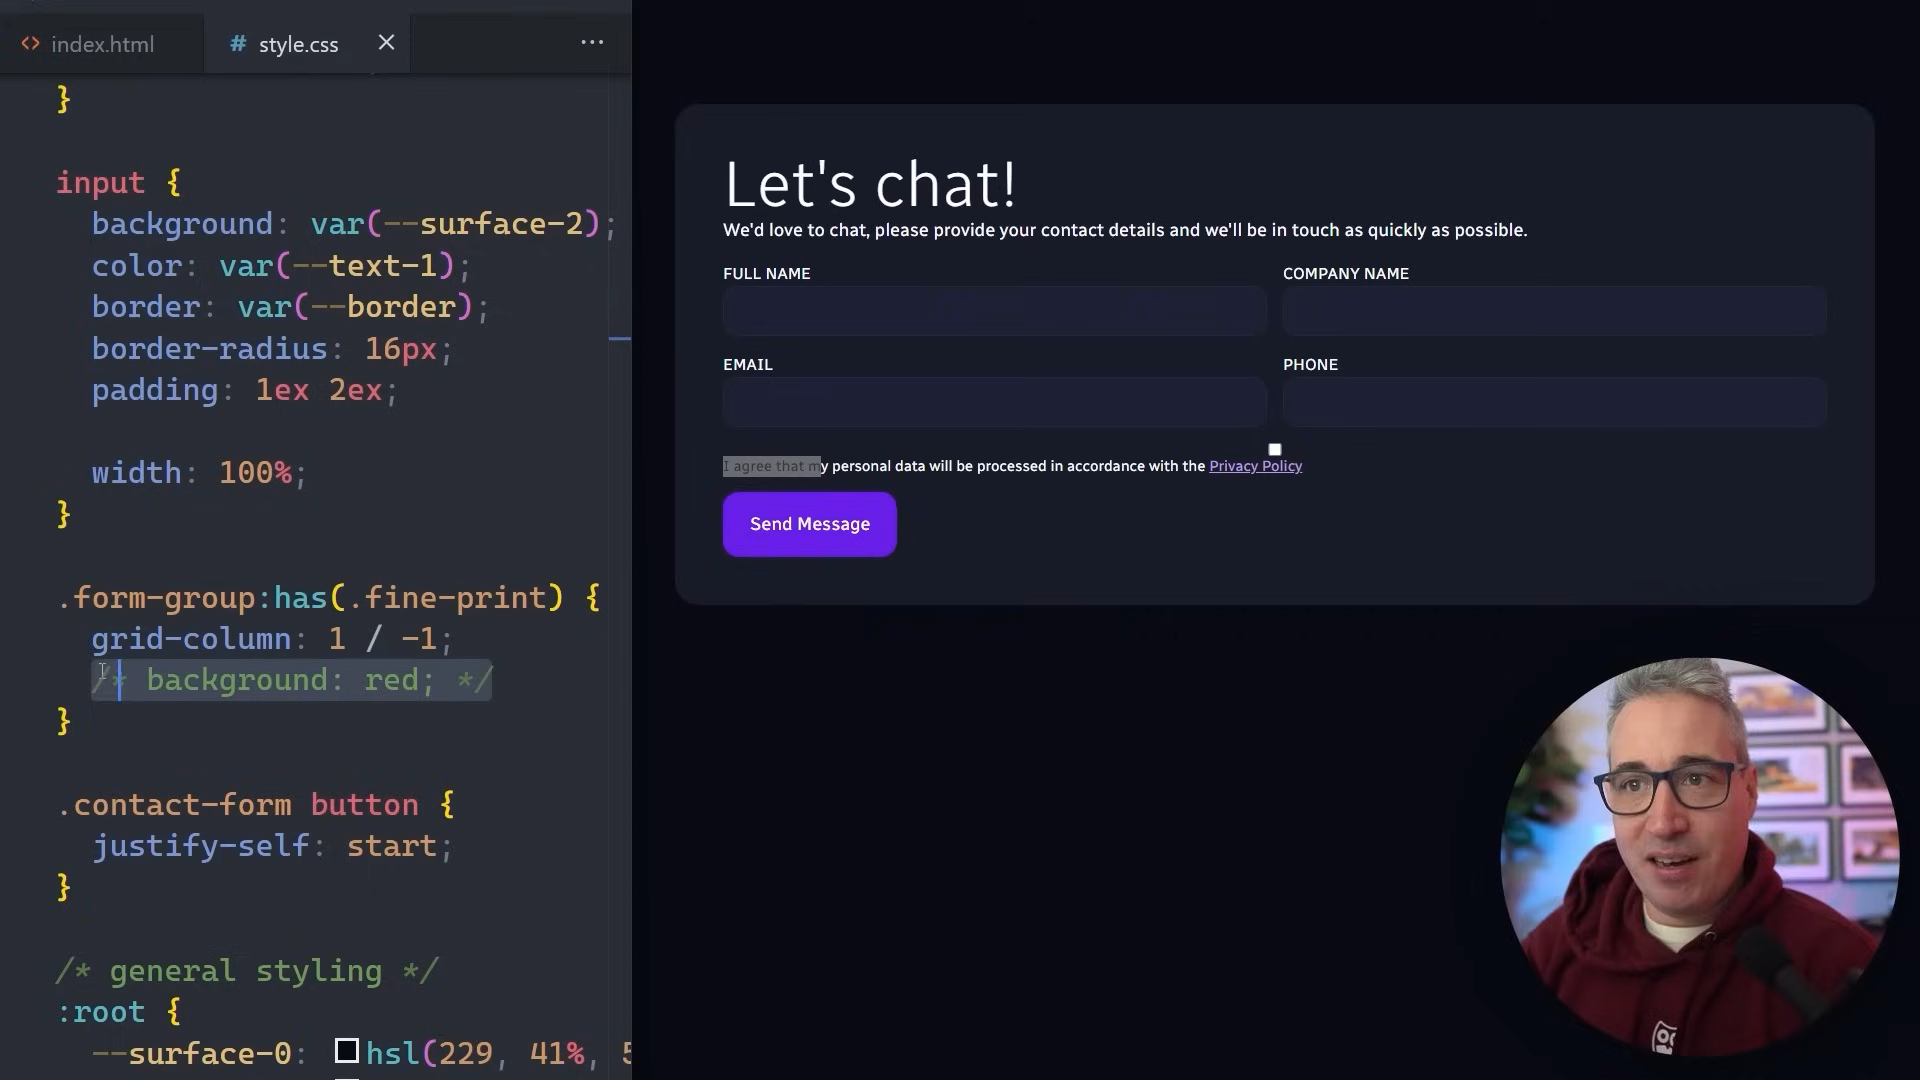 <> index.html
# style.css
...
}
input {
background: var(--surface-2);
color: var(--text-1);
border: var(--border);
border-radius: 16px;
padding: 1ex 2ex;
width: 100%;
}
.form-group:has(.fine-print) {
grid-column: 1 / -1;
/* background: red; */
}
.contact-form button {
justify-self: start;
}
/* general styling */
:root {
--surface-0: hsl(229, 41%, 5
Let's chat!
We'd love to chat, please provide your contact details and we'll be in touch as quickly as possible.
FULL NAME
COMPANY NAME
EMAIL
PHONE
I agree that my personal data will be processed in accordance with the Privacy Policy
Send Message